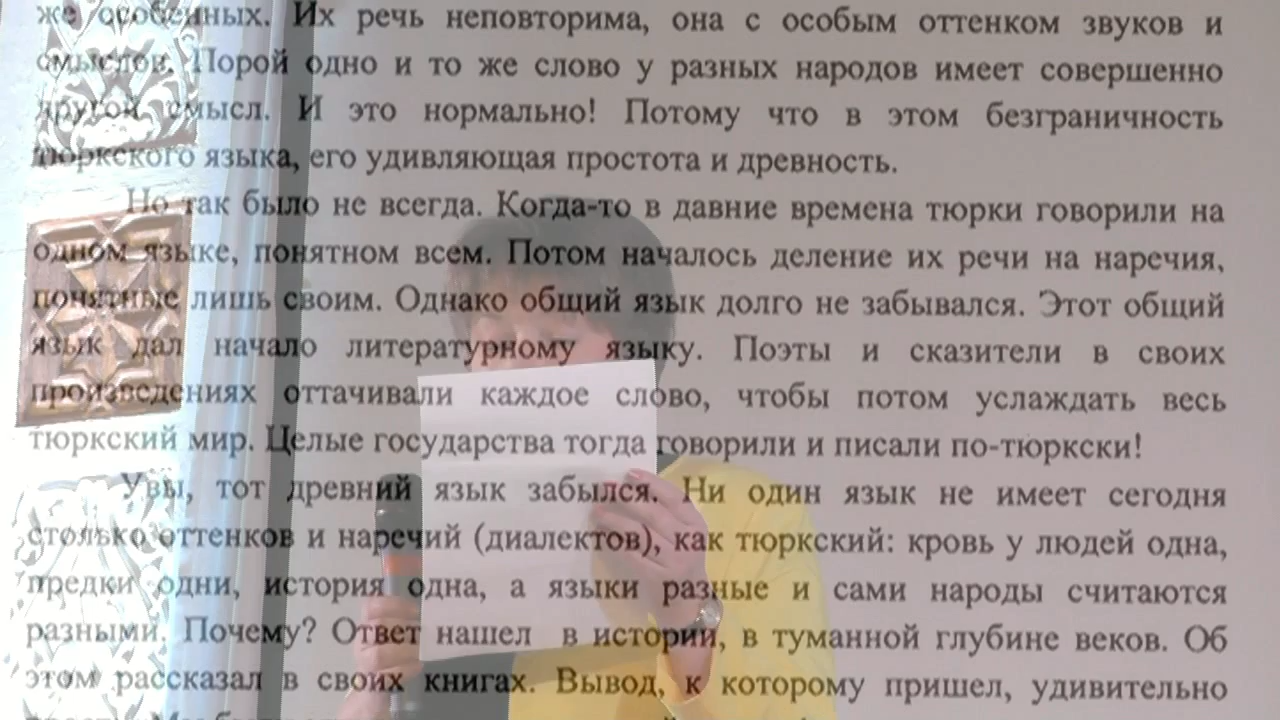 же особенных. Их речь неповторима, она с особым оттенком звуков и
смыслов. Порой одно и то же слово у разных народов имеет совершенно
другой смысл. И это нормально! Потому что в этом безграничность
тюркского языка, его удивляющая простота и древность.
Но так было не всегда. Когда-то в давние времена тюрки говорили на
одном языке, понятном всем. Потом началось деление их речи на наречия,
понятные лишь своим. Однако общий язык долго не забывался. Этот общий
язык дал начало литературному языку. Поэты и сказители в своих
произведениях оттачивали каждое слово, чтобы потом услаждать весь
тюркский мир. Целые государства тогда говорили и писали по-тюркски!
Увы, тот древний язык забылся. Ни один язык не имеет сегодня
столько оттенков и наречий (диалектов), как тюркский: кровь у людей одна,
предки одни, история одна, а языки разные и сами народы считаются
разными. Почему? Ответ нашел в истории, в туманной глубине веков. Об
этом рассказал в своих книгах. Вывод, к которому пришел, удивительно